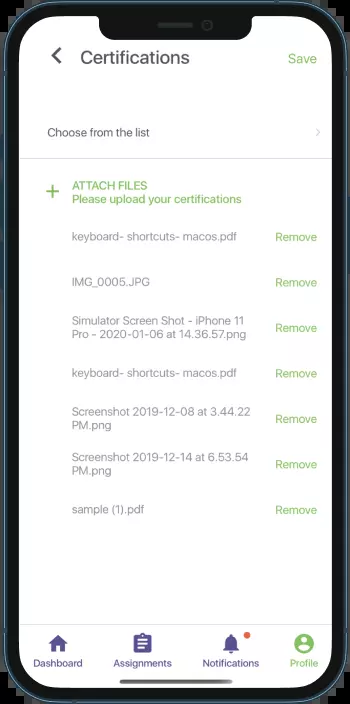 Certifications
Save
Choose from the list
ATTACH FILES
Please upload your certifications
keyboard- shortcuts- macos.pdf
Remove
IMG_0005.JPG
Remove
Simulator Screen Shot - iPhone 11
Pro - 2020-01-06 at 14.36.57.png
Remove
keyboard- shortcuts- macos.pdf
Remove
Screenshot 2019-12-08 at 3.44.22
PM.png
Remove
Screenshot 2019-12-14 at 6.53.54
PM.png
Remove
sample (1).pdf
Remove
Dashboard
Assignments
Notifications
Profile